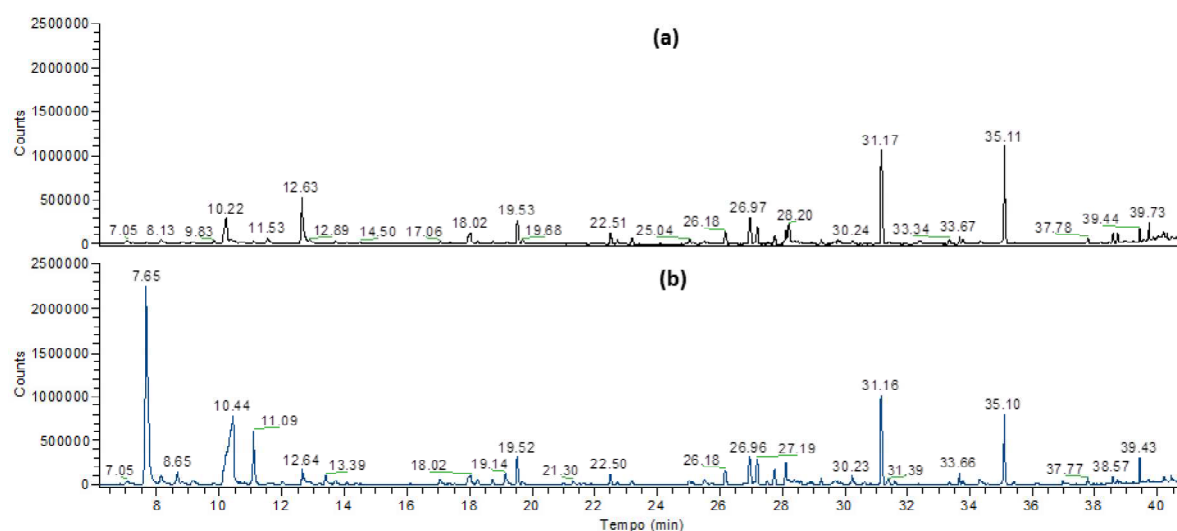 (a)
2500000
2000000
1500000
1000000
500000
0
Counts
7.05 8.13 9.83 10.22 11.53 12.63 12.89 14.50 17.06 18.02 19.53 19.68 22.51 25.04 26.18 26.97 28.20 30.24 31.17 33.34 33.67 35.11 37.78 39.44 39.73
(b)
2500000
2000000
1500000
1000000
500000
0
Counts
7.05 7.65 8.65 10.44 11.09 12.64 13.39 18.02 19.14 19.52 21.30 22.50 26.18 26.96 27.19 30.23 31.16 31.39 33.66 35.10 37.77 38.57 39.43
8 10 12 14 16 18 20 22 24 26 28 30 32 34 36 38 40
Tempo (min)